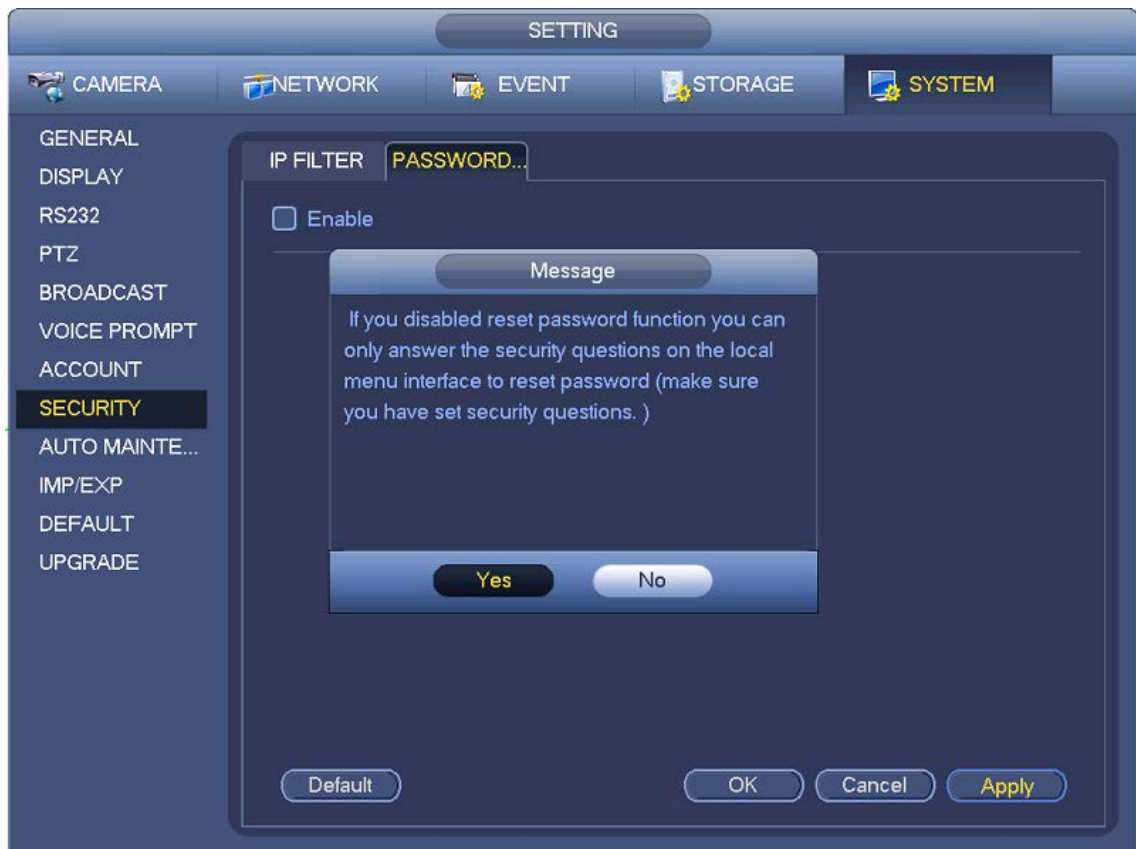 SETTING
CAMERA NETWORK EVENT STORAGE SYSTEM
GENERAL
DISPLAY
RS232
PTZ
BROADCAST
VOICE PROMPT
ACCOUNT
SECURITY
AUTO MAINTE...
IMP/EXP
DEFAULT
UPGRADE
IP FILTER PASSWORD...
Enable
Message
If you disabled reset password function you can
only answer the security questions on the local
menu interface to reset password (make sure
you have set security questions. )
Yes No
Default OK Cancel Apply